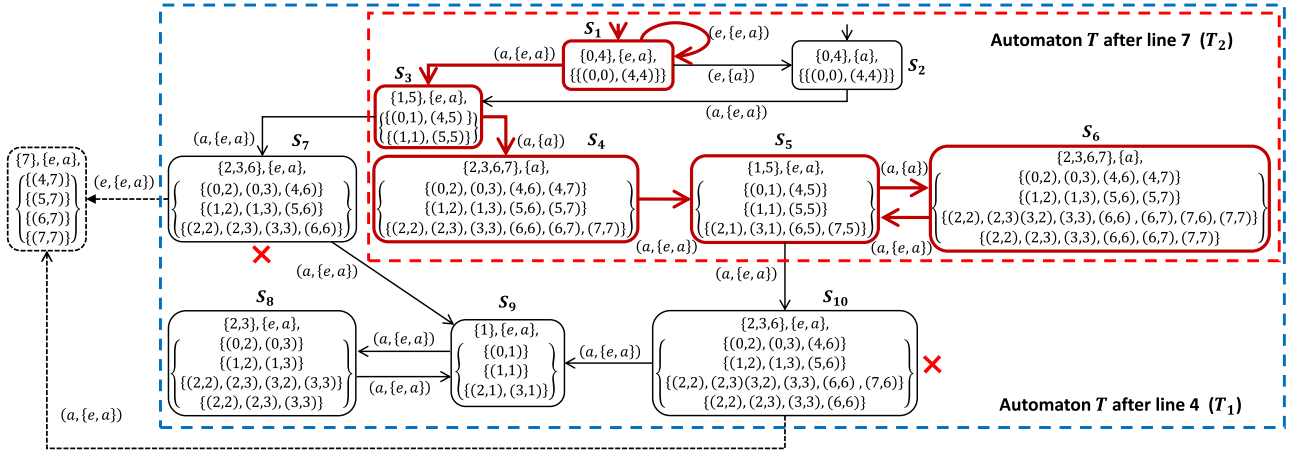 S₁
(e,{e,a})
(a,{e,a})
{0,4},{e,a},
{{(0,0),(4,4)}}
(e,{a})
{0,4},{a},
{{(0,0),(4,4)}}
S₂
Automaton T after line 7 (T₂)
S₃
{1,5},{e,a},
{(0,1),(4,5)}
{(1,1),(5,5)}
(a,{e,a})
(a,{e,a})
(a,{a})
S₇
{2,3,6},{e,a},
{(0,2),(0,3),(4,6)}
{(1,2),(1,3),(5,6)}
{(2,2),(2,3),(3,3),(6,6)}
S₄
{2,3,6,7},{a},
{(0,2),(0,3),(4,6),(4,7)}
{(1,2),(1,3),(5,6),(5,7)}
{(2,2),(2,3),(3,3),(6,6),(6,7),(7,7)}
(a,{e,a})
S₅
{1,5},{e,a},
{(0,1),(4,5)}
{(1,1),(5,5)}
{(2,1),(3,1),(6,5),(7,5)}
(a,{a})
(a,{e,a})
S₆
{2,3,6,7},{a},
{(0,2),(0,3),(4,6),(4,7)}
{(1,2),(1,3),(5,6),(5,7)}
{(2,2),(2,3)(3,2),(3,3),(6,6),(6,7),(7,6),(7,7)}
{(2,2),(2,3),(3,3),(6,6),(6,7),(7,7)}
{7},{e,a},
{(4,7)}
{(5,7)}
{(6,7)}
{(7,7)}
(e,{e,a})
(a,{e,a})
(a,{e,a})
S₈
{2,3},{e,a},
{(0,2),(0,3)}
{(1,2),(1,3)}
{(2,2),(2,3),(3,2),(3,3)}
{(2,2),(2,3),(3,3)}
(a,{e,a})
(a,{e,a})
S₉
{1},{e,a},
{(0,1)}
{(1,1)}
{(2,1),(3,1)}
(a,{e,a})
S₁₀
{2,3,6},{e,a},
{(0,2),(0,3),(4,6)}
{(1,2),(1,3),(5,6)}
{(2,2),(2,3)(3,2),(3,3),(6,6),(7,6)}
{(2,2),(2,3),(3,3),(6,6)}
(a,{e,a})
Automaton T after line 4 (T₁)